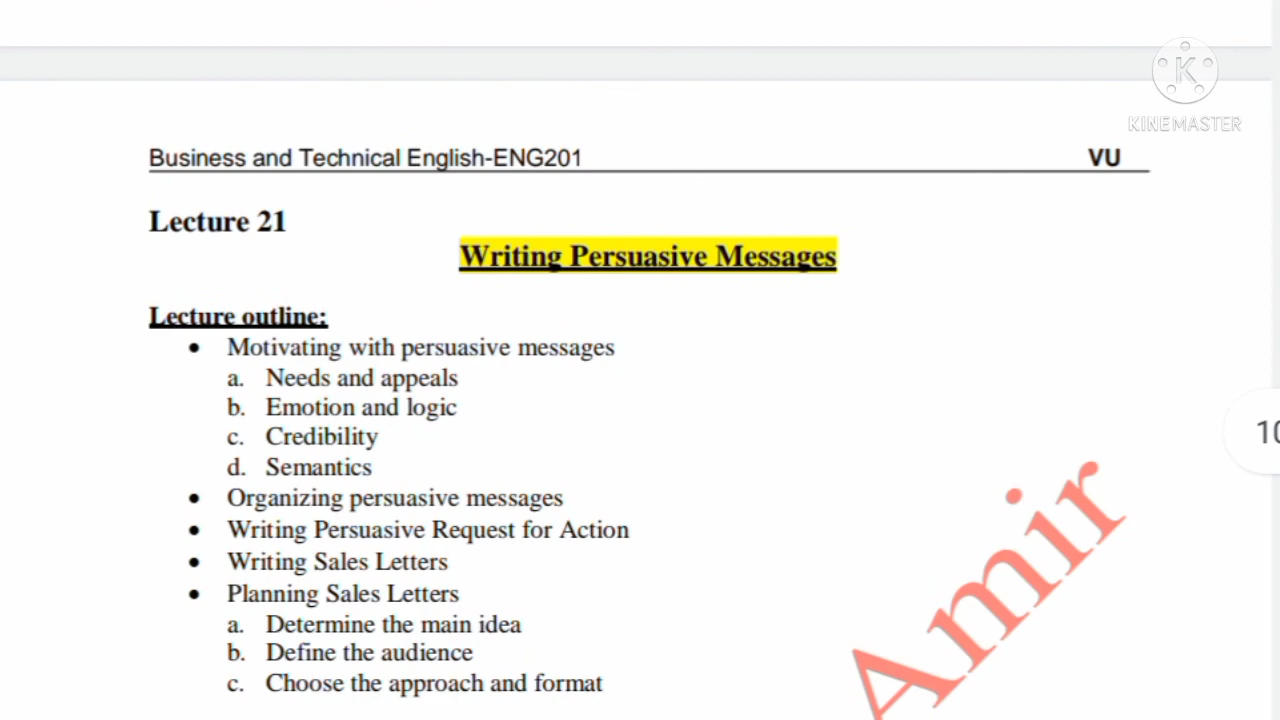 KINEMASTER
Business and Technical English-ENG201 VU
Lecture 21
Writing Persuasive Messages
Lecture outline:
• Motivating with persuasive messages
a. Needs and appeals
b. Emotion and logic
c. Credibility
d. Semantics
• Organizing persuasive messages
• Writing Persuasive Request for Action
• Writing Sales Letters
• Planning Sales Letters
a. Determine the main idea
b. Define the audience
c. Choose the approach and format
10
Amir